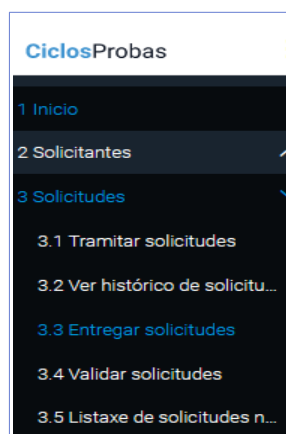 CiclosProbas
1 Inicio
2 Solicitantes
3 Solicitudes
3.1 Tramitar solicitudes
3.2 Ver histórico de solicitu...
3.3 Entregar solicitudes
3.4 Validar solicitudes
3.5 Listaxe de solicitudes n...